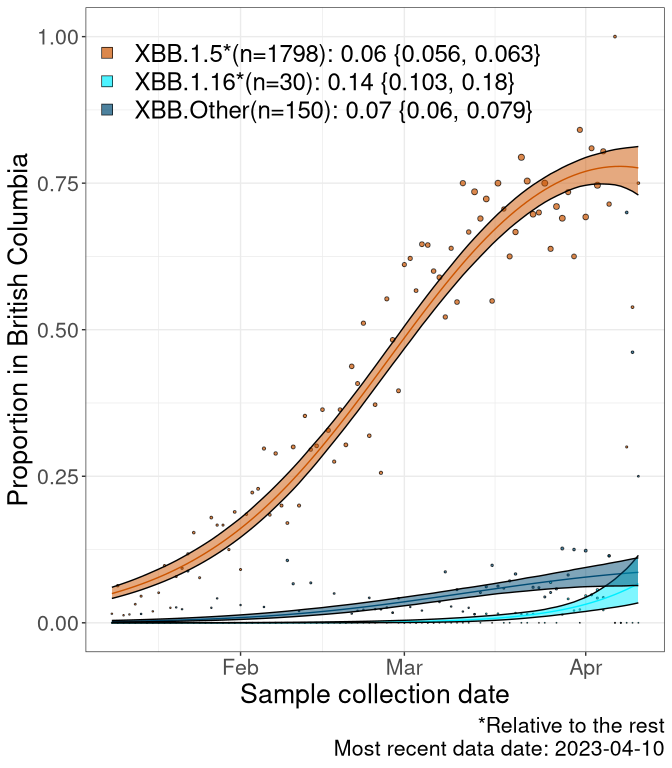 1.00
XBB.1.5*(n=1798): 0.06 {0.056, 0.063}
XBB.1.16*(n=30): 0.14 {0.103, 0.18}
XBB.Other(n=150): 0.07 {0.06, 0.079}
0.75
Proportion in British Columbia
0.50
0.25
0.00
Feb Mar Apr
Sample collection date
*Relative to the rest
Most recent data date: 2023-04-10